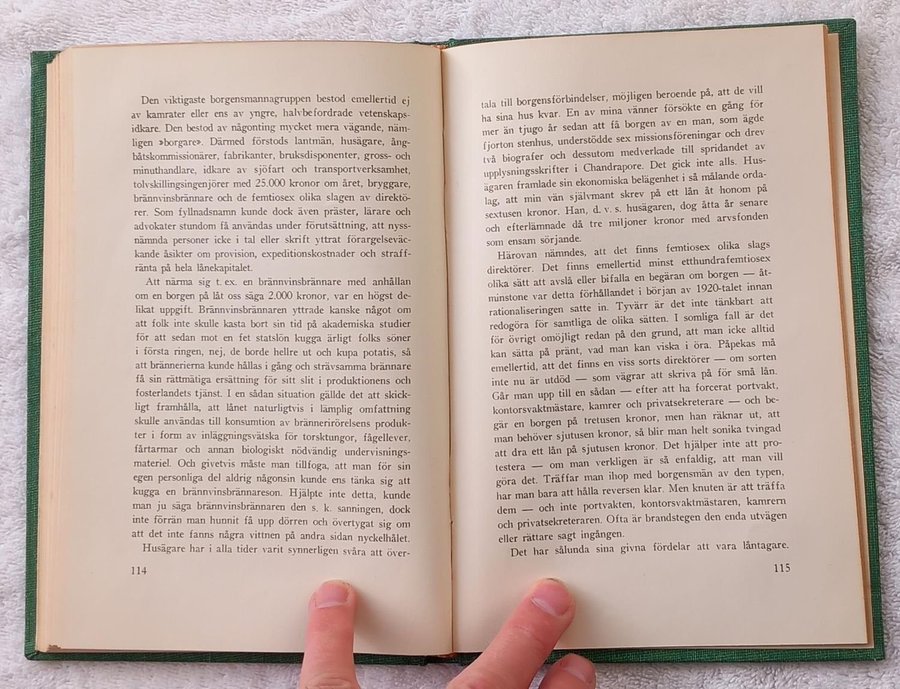 Den viktigaste borgensmannagruppen bestod emellertid ej
av kamrater eller ens av yngre, halvbefordrade vetenskaps-
idkare. Den bestod av någonting mycket mera vägande, näm-
ligen »borgare». Därmed förstods lantmän, husägare, ång-
båtskommissionärer, fabrikanter, bruksdisponenter, gross- och
minuthandlare, idkare av sjöfart och transportverksamhet,
tolvskillingsingenjörer med 25.000 kronor om året, bryggare,
brännvinsbrännare och de femtiosex olika slagen av direktö-
rer. Som fyllnadsnamn kunde dock även präster, lärare och
advokater stundom få användas under förutsättning, att nyss-
nämnda personer icke i tal eller skrift yttrat förargelseväc-
kande åsikter om provision, expeditionskostnader och straff-
ränta på hela lånekapitalet.
Att närma sig t. ex. en brännvinsbrännare med anhållan
om en borgen på låt oss säga 2.000 kronor, var en högst de-
likat uppgift. Brännvinsbrännaren yttrade kanske något om
att folk inte skulle kasta bort sin tid på akademiska studier
för att sedan mot en fet statslön kugga ärligt folks söner
i första ringen, nej, de borde hellre ut och kupa potatis, så
att brännerierna kunde hållas i gång och strävsamma brännare
få sin rättmätiga ersättning för sitt slit i produktionens och
fosterlandets tjänst. I en sådan situation gällde det att skick-
ligt framhålla, att lånet naturligtvis i lämplig omfattning
skulle användas till konsumtion av brännerirörelsens produk-
ter i form av inläggningsvätska för torsktungor, fågellever,
fårtarmar och annan biologiskt nödvändig undervisnings-
materiel. Och givetvis måste man tillfoga, att man för sin
egen personliga del aldrig någonsin kunde ens tänka sig att
kugga en brännvinsbrännareson. Hjälpte inte detta, kunde
man ju säga brännvinsbrännaren den s. k. sanningen, dock
inte förrän man hunnit få upp dörren och övertygat sig om
att det inte fanns några vittnen på andra sidan nyckelhålet.
Husägare har i alla tider varit synnerligen svåra att över-
114
tala till borgensförbindelser, möjligen beroende på, att de vill
ha sina hus kvar. En av mina vänner försökte en gång för
mer än tjugo år sedan att få borgen av en man, som ägde
fjorton stenhus, understödde sex missionsföreningar och drev
två biografer och dessutom medverkade till spridandet av
upplysningsskrifter i Chandrapore. Det gick inte alls. Hus-
ägaren framlade sin ekonomiska belägenhet i så målande orda-
lag, att min vän självmant skrev på ett lån åt honom på
sextusen kronor. Han, d. v. s. husägaren, dog åtta år senare
och efterlämnade då tre miljoner kronor med arvsfonden
som ensam sörjande.
Härovan nämndes, att det finns femtiosex olika slags
direktörer. Det finns emellertid minst etthundrafemtiosex
olika sätt att avslå eller bifalla en begäran om borgen — åt-
minstone var detta förhållandet i början av 1920-talet innan
rationaliseringen satte in. Tyvärr är det inte tänkbart att
redogöra för samtliga de olika sätten. I somliga fall är det
för övrigt omöjligt redan på den grund, att man icke alltid
kan sätta på pränt, vad man kan viska i öra. Påpekas må
emellertid, att det finns en viss sorts direktörer — om sorten
inte nu är utdöd — som vägrar att skriva på för små lån.
Går man upp till en sådan — efter att ha forcerat portvakt,
kontorsvaktmästare, kamrer och privatsekreterare — och be-
gär en borgen på tretusen kronor, men han räknar ut, att
man behöver sjutusen kronor, så blir man helt sonika tvingad
att dra ett lån på sjutusen kronor. Det hjälper inte att pro-
testera — om man verkligen är så enfaldig, att man vill
göra det. Träffar man ihop med borgensmän av den typen,
har man bara att hålla reversen klar. Men knuten är att träffa
dem — och inte portvakten, kontorsvaktmästaren, kamrern
och privatsekreteraren. Ofta är brandstegen den enda utvägen
eller rättare sagt ingången.
Det har sålunda sina givna fördelar att vara låntagare.
115